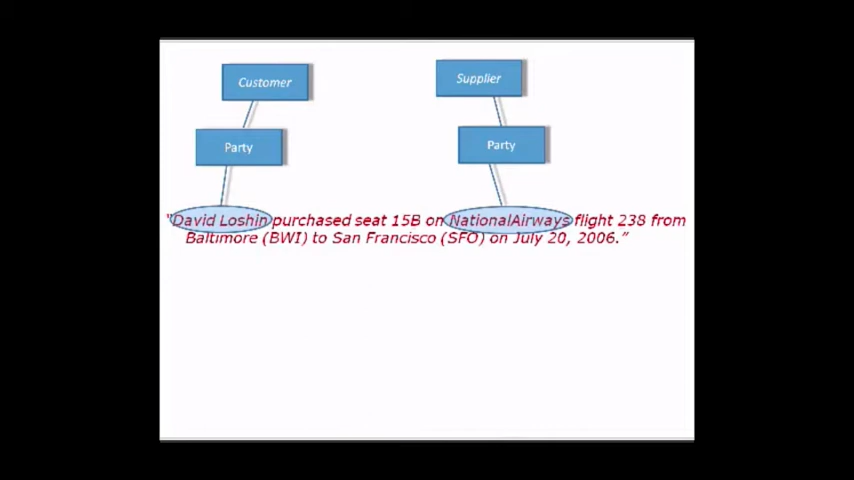 Customer
Supplier
Party
Party
"David Loshin purchased seat 15B on NationalAirways flight 238 from
Baltimore (BWI) to San Francisco (SFO) on July 20, 2006."